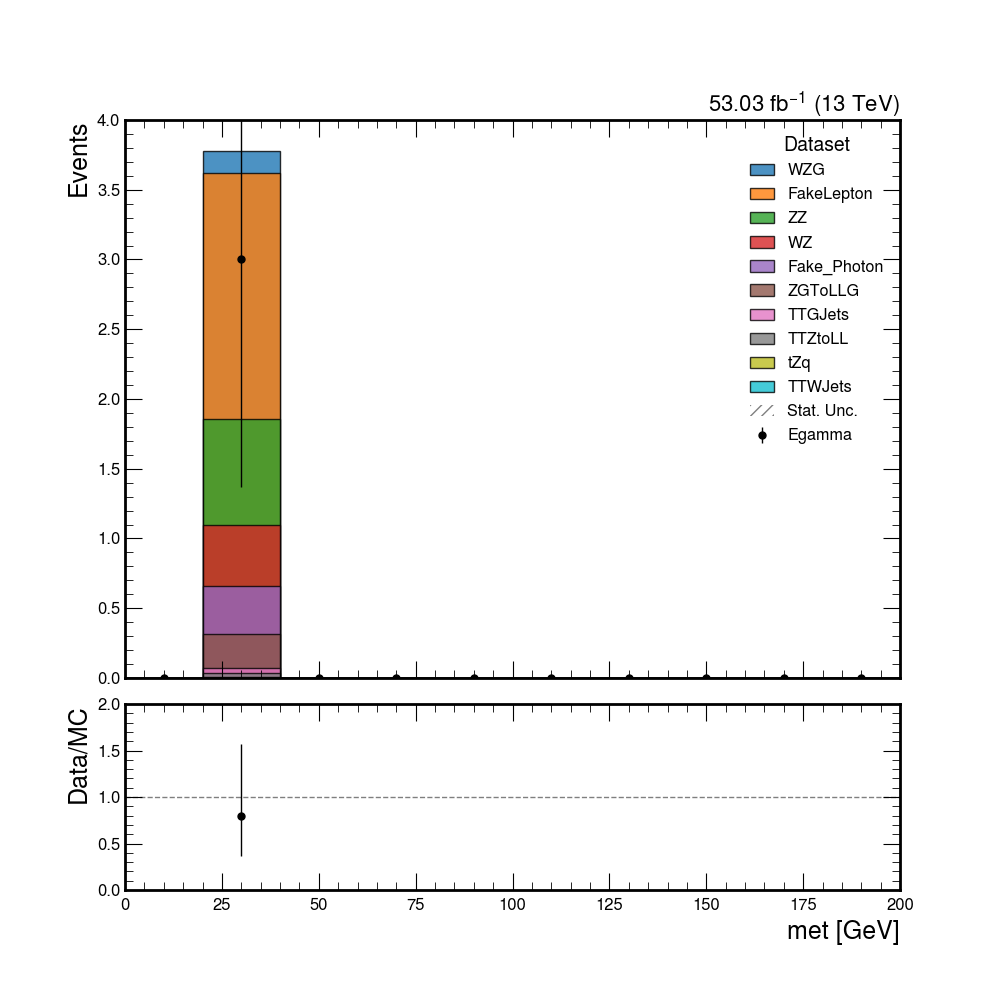 53.03 fb⁻¹ (13 TeV)
Events
4.0
3.5
3.0
2.5
2.0
1.5
1.0
0.5
0.0
Dataset
WZG
FakeLepton
ZZ
WZ
Fake_Photon
ZGToLLG
TTGJets
TTZtoLL
tZq
TTWJets
Stat. Unc.
Egamma
Data/MC
2.0
1.5
1.0
0.5
0.0
0 25 50 75 100 125 150 175 200
met [GeV]